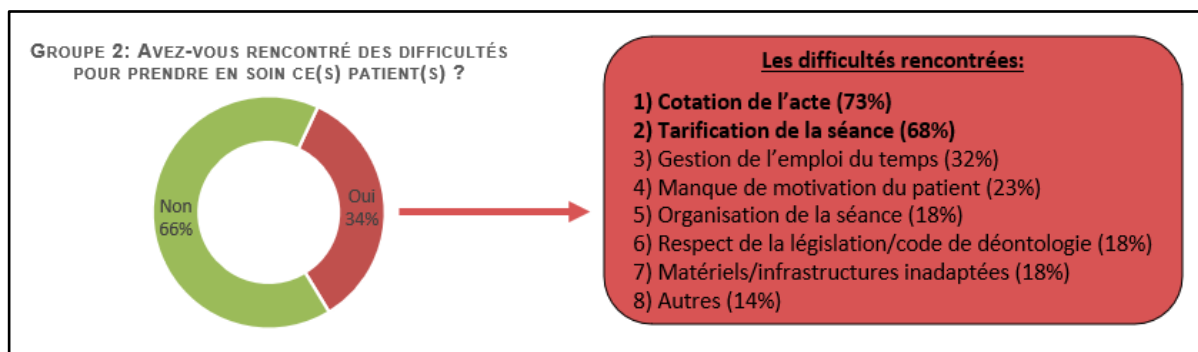 GROUPE 2: AVEZ-VOUS RENCONTRÉ DES DIFFICULTÉS
POUR PRENDRE EN SOIN CE(S) PATIENT(S) ?
Non
66%
Oui
34%
Les difficultés rencontrées:
1) Cotation de l'acte (73%)
2) Tarification de la séance (68%)
3) Gestion de l'emploi du temps (32%)
4) Manque de motivation du patient (23%)
5) Organisation de la séance (18%)
6) Respect de la législation/code de déontologie (18%)
7) Matériels/infrastructures inadaptées (18%)
8) Autres (14%)